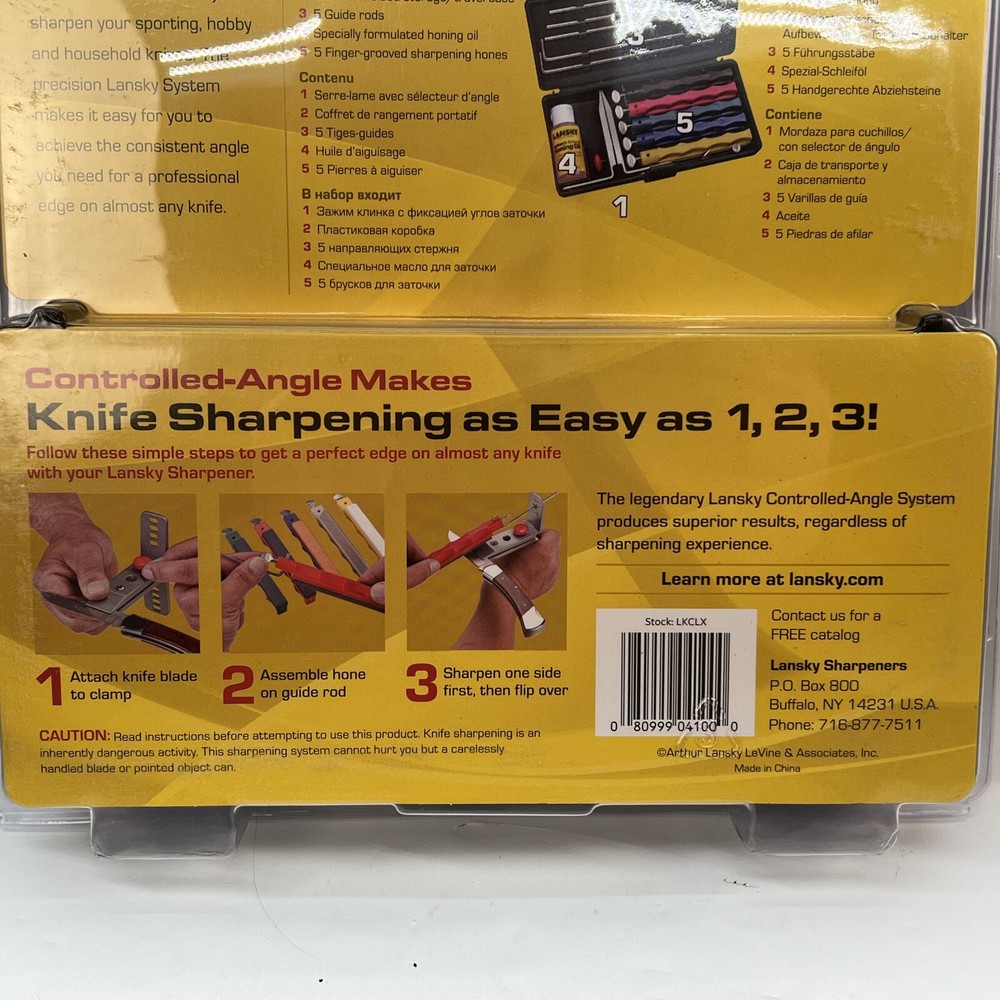 sharpen your sporting, hobby
and household knives. The
precision Lansky System
makes it easy for you to
achieve the consistent angle
you need for a professional
edge on almost any knife.
3 5 Guide rods
Specially formulated honing oil
5 5 Finger-grooved sharpening hones
Contenu
1 Serre-lame avec sélecteur d'angle
2 Coffret de rangement portatif
3 5 Tiges-guides
4 Huile d'aiguisage
5 5 Pierres à aiguiser
В набор входит
1 Зажим клинка с фиксацией углов заточки
2 Пластиковая коробка
3 5 направляющих стержня
4 Специальное масло для заточки
5 5 брусков для заточки
3
LANSKY
4
5
1
3 5 Führungsstäbe
4 Spezial-Schleiföl
5 5 Handgerechte Abziehsteine
Contiene
1 Mordaza para cuchillos/
con selector de ángulo
2 Caja de transporte y
almacenamiento
3 5 Varillas de guía
4 Aceite
5 5 Piedras de afilar
Controlled-Angle Makes
Knife Sharpening as Easy as 1, 2, 3!
Follow these simple steps to get a perfect edge on almost any knife
with your Lansky Sharpener.
1 Attach knife blade
to clamp
2 Assemble hone
on guide rod
3 Sharpen one side
first, then flip over
CAUTION: Read instructions before attempting to use this product. Knife sharpening is an
inherently dangerous activity. This sharpening system cannot hurt you but a carelessly
handled blade or pointed object can.
The legendary Lansky Controlled-Angle System
produces superior results, regardless of
sharpening experience.
Learn more at lansky.com
Stock: LKCLX
0 80999 04100 0
Contact us for a
FREE catalog
Lansky Sharpeners
P.O. Box 800
Buffalo, NY 14231 U.S.A.
Phone: 716-877-7511
©Arthur Lansky LeVine & Associates, Inc.
Made in China